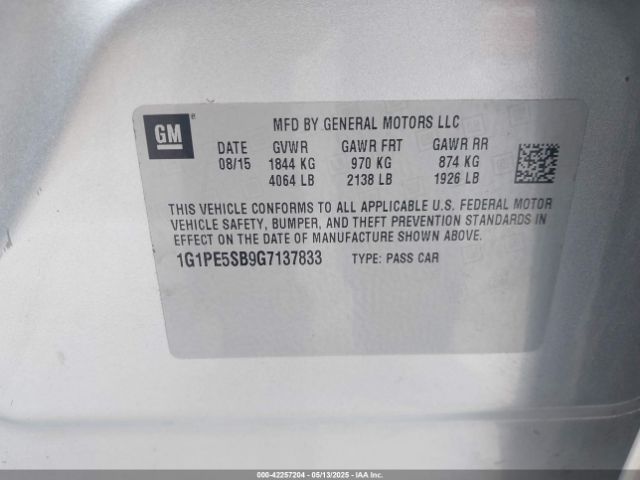 GM
MFD BY GENERAL MOTORS LLC
DATE GVWR GAWR FRT GAWR RR
08/15 1844 KG 970 KG 874 KG
4064 LB 2138 LB 1926 LB
THIS VEHICLE CONFORMS TO ALL APPLICABLE U.S. FEDERAL MOTOR
VEHICLE SAFETY, BUMPER, AND THEFT PREVENTION STANDARDS IN
EFFECT ON THE DATE OF MANUFACTURE SHOWN ABOVE.
1G1PE5SB9G7137833 TYPE: PASS CAR
000-42257204 - 05/13/2025 - IAA Inc.